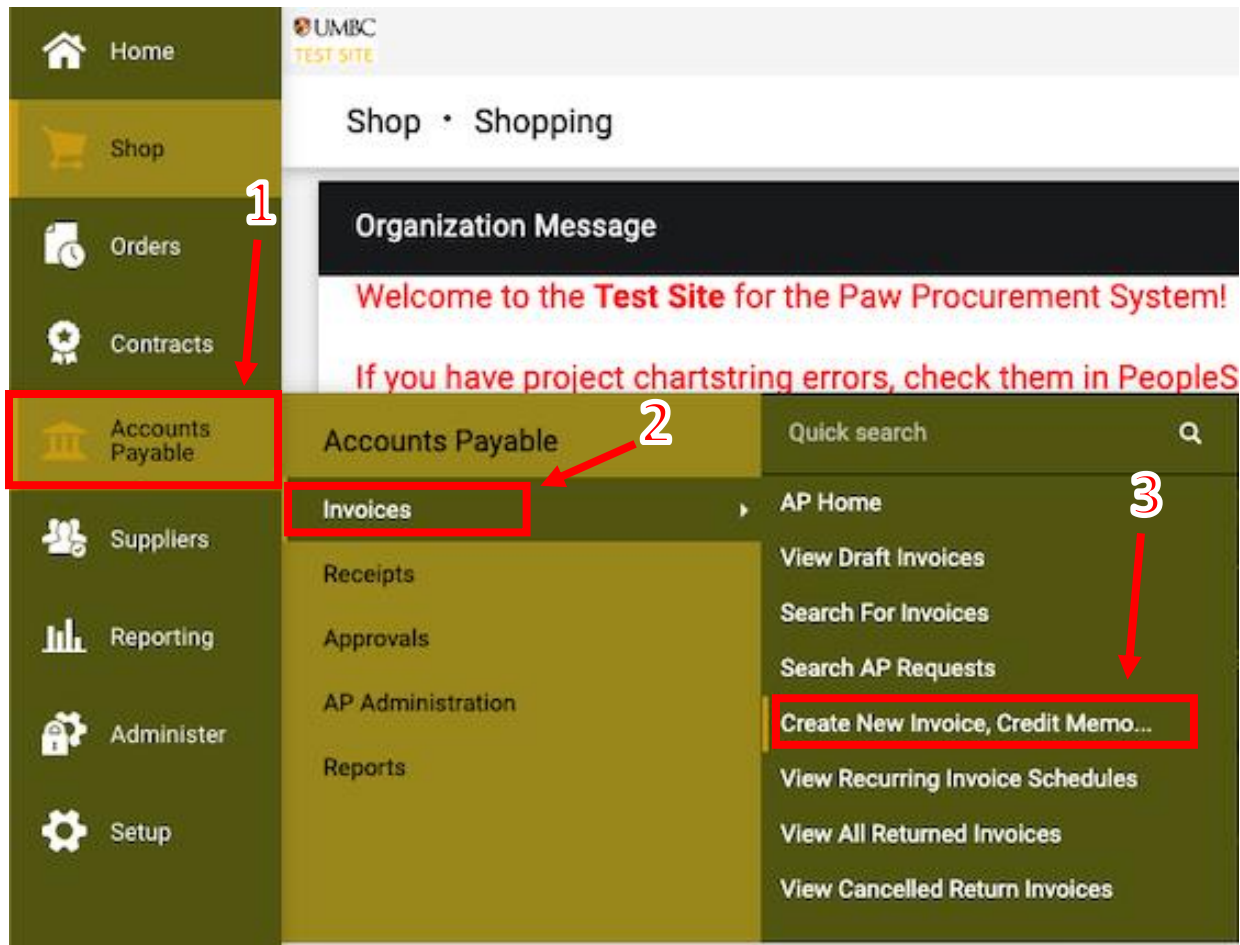 UMBC
TEST SITE
Home
Shop
Orders
Contracts
Accounts
Payable
Suppliers
Reporting
Administer
Setup
Shop · Shopping
Organization Message
Welcome to the Test Site for the Paw Procurement System!
If you have project chartstring errors, check them in PeopleS
1
Accounts Payable
2
Invoices
Receipts
Approvals
AP Administration
Reports
Quick search
3
AP Home
View Draft Invoices
Search For Invoices
Search AP Requests
Create New Invoice, Credit Memo...
View Recurring Invoice Schedules
View All Returned Invoices
View Cancelled Return Invoices